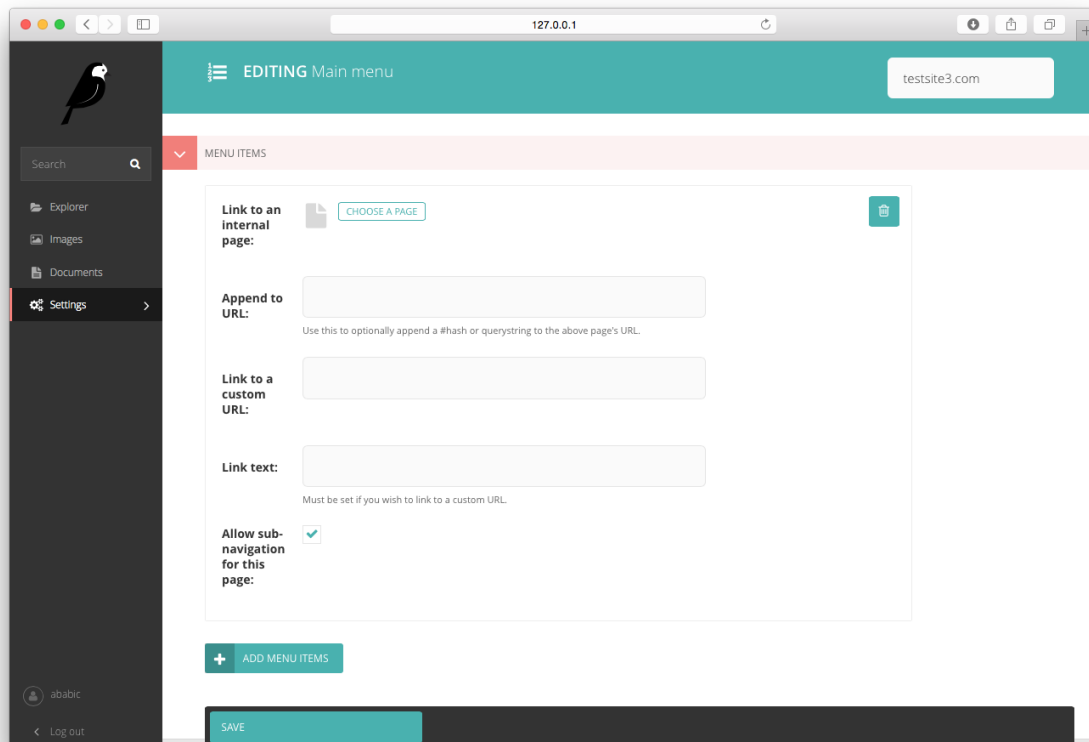 127.0.0.1
EDITING Main menu
testsite3.com
Search
Explorer
Images
Documents
Settings
ababic
Log out
MENU ITEMS
Link to an
internal
page:
CHOOSE A PAGE
Append to
URL:
Use this to optionally append a #hash or querystring to the above page's URL.
Link to a
custom
URL:
Link text:
Must be set if you wish to link to a custom URL.
Allow sub-
navigation
for this
page:
ADD MENU ITEMS
SAVE